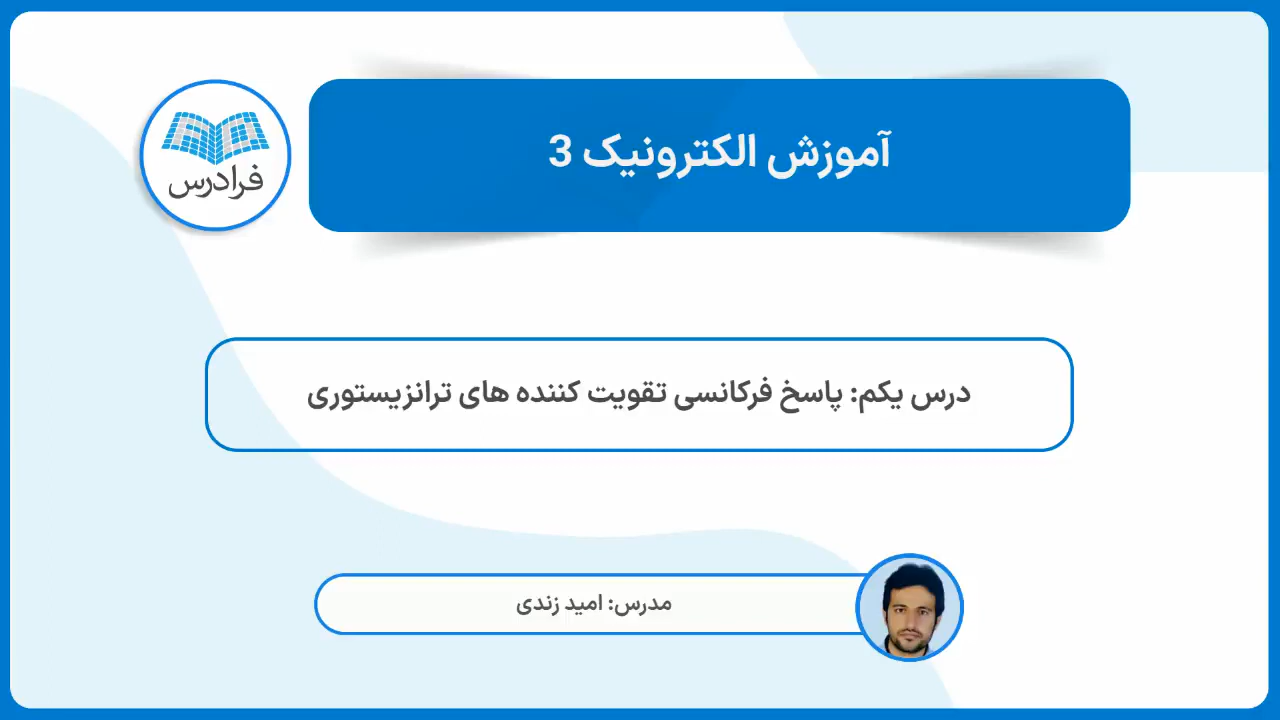 آموزش الکترونیک 3
فرادرس
درس یکم: پاسخ فرکانسی تقویت کننده های ترانزیستوری
مدرس: امید زندی